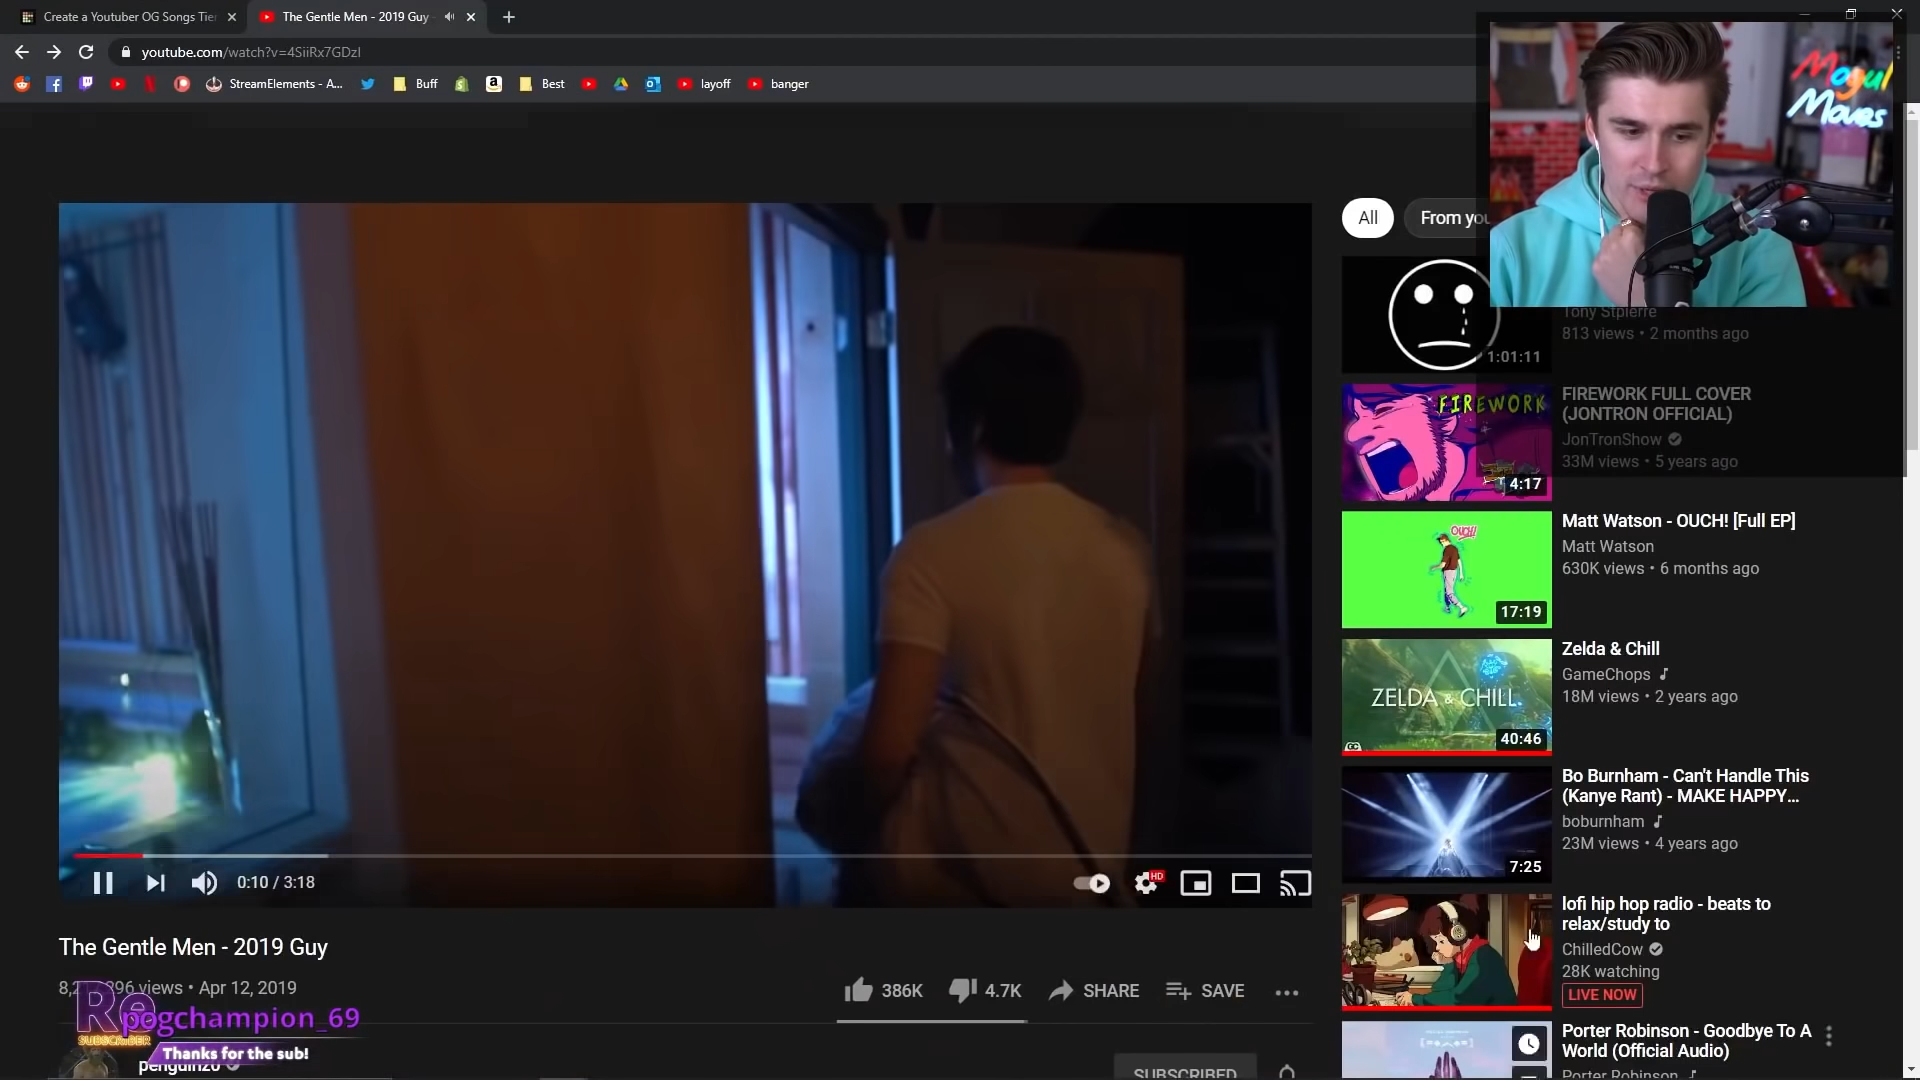 Create a Youtuber OG Songs Tier
The Gentle Men - 2019 Guy
youtube.com/watch?v=4SiiRx7GDzI
StreamElements - A...
Buff
Best
layoff
banger
Mogul
Moves
All
From you
Tony Stpierre
813 views • 2 months ago
1:01:11
FIREWORK
FIREWORK FULL COVER
(JONTRON OFFICIAL)
JonTronShow
33M views • 5 years ago
4:17
OUCH!
Matt Watson - OUCH! [Full EP]
Matt Watson
630K views • 6 months ago
17:19
ZELDA & CHILL
Zelda & Chill
GameChops
18M views • 2 years ago
40:46
Bo Burnham - Can't Handle This
(Kanye Rant) - MAKE HAPPY...
boburnham
23M views • 4 years ago
7:25
lofi hip hop radio - beats to
relax/study to
ChilledCow
28K watching
LIVE NOW
Porter Robinson - Goodbye To A
World (Official Audio)
Porter Robinson
0:10 / 3:18
HD
The Gentle Men - 2019 Guy
views • Apr 12, 2019
386K
4.7K
SHARE
SAVE
Re
SUBSCRIBER
pogchampion_69
Thanks for the sub!
penguinz0
SUBSCRIBED